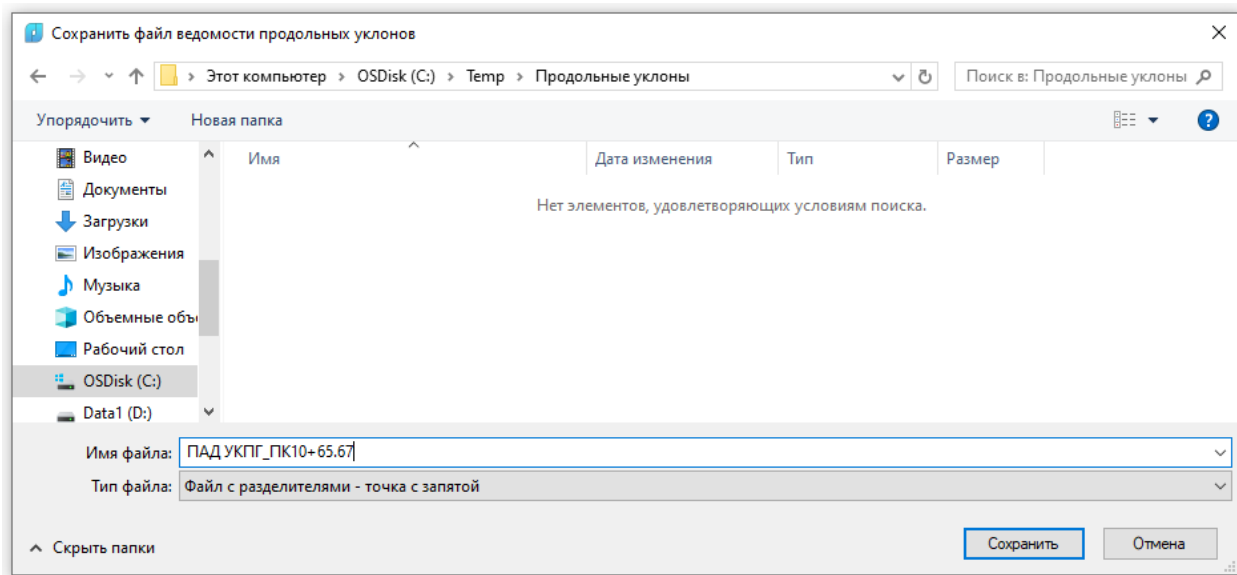 Сохранить файл ведомости продольных уклонов
Этот компьютер > OSDisk (C:) > Temp > Продольные уклоны
Поиск в: Продольные уклоны
Упорядочить Новая папка
Имя Дата изменения Тип Размер
Нет элементов, удовлетворяющих условиям поиска.
Видео
Документы
Загрузки
Изображения
Музыка
Объемные объ
Рабочий стол
OSDisk (C:)
Data1 (D:)
Имя файла: ПАД УКПГ_ПК10+65.67
Тип файла: Файл с разделителями - точка с запятой
Скрыть папки
Сохранить Отмена